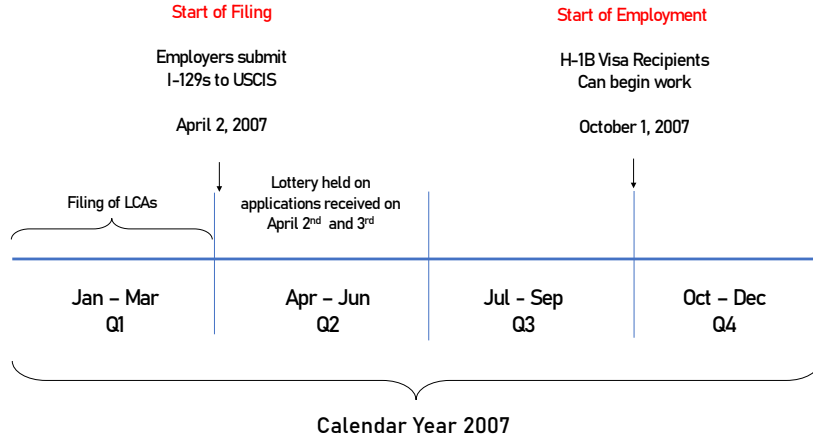 Start of Filing
Employers submit
I-129s to USCIS
April 2, 2007
Start of Employment
H-1B Visa Recipients
Can begin work
October 1, 2007
Filing of LCAs
Lottery held on
applications received on
April 2nd and 3rd
Jan – Mar
Q1
Apr – Jun
Q2
Jul - Sep
Q3
Oct – Dec
Q4
Calendar Year 2007